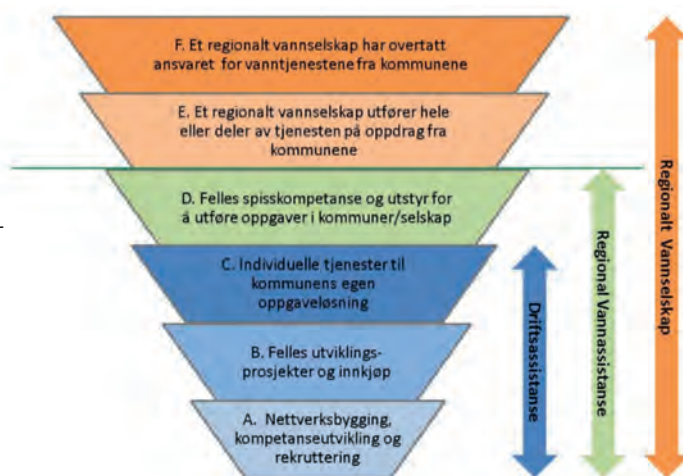 F. Et regionalt vannselskap har overtatt
ansvaret for vanntjenestene fra kommunene
E. Et regionalt vannselskap utfører hele
eller deler av tjenesten på oppdrag fra
kommunene
D. Felles spisskompetanse og utstyr for
å utføre oppgaver i kommuner/selskap
C. Individuelle tjenester til
kommunens egen
oppgaveløsning
B. Felles utviklings-
prosjekter og innkjøp
A. Nettverksbygging,
kompetanseutvikling og
rekruttering
Driftsassistanse
Regional Vannassistanse
Regionalt Vannselskap